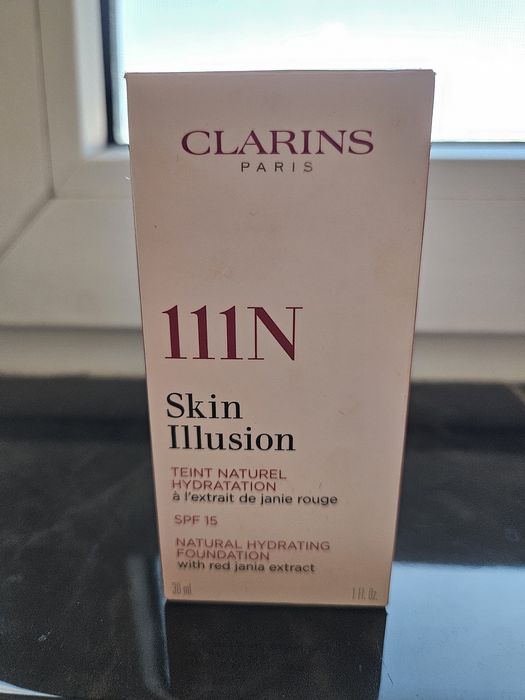 CLARINS
PARIS
111N
Skin
Illusion
TEINT NATUREL
HYDRATATION
à l'extrait de janie rouge
SPF 15
NATURAL HYDRATING
FOUNDATION
with red jania extract
30 ml 1 Fl. Oz.